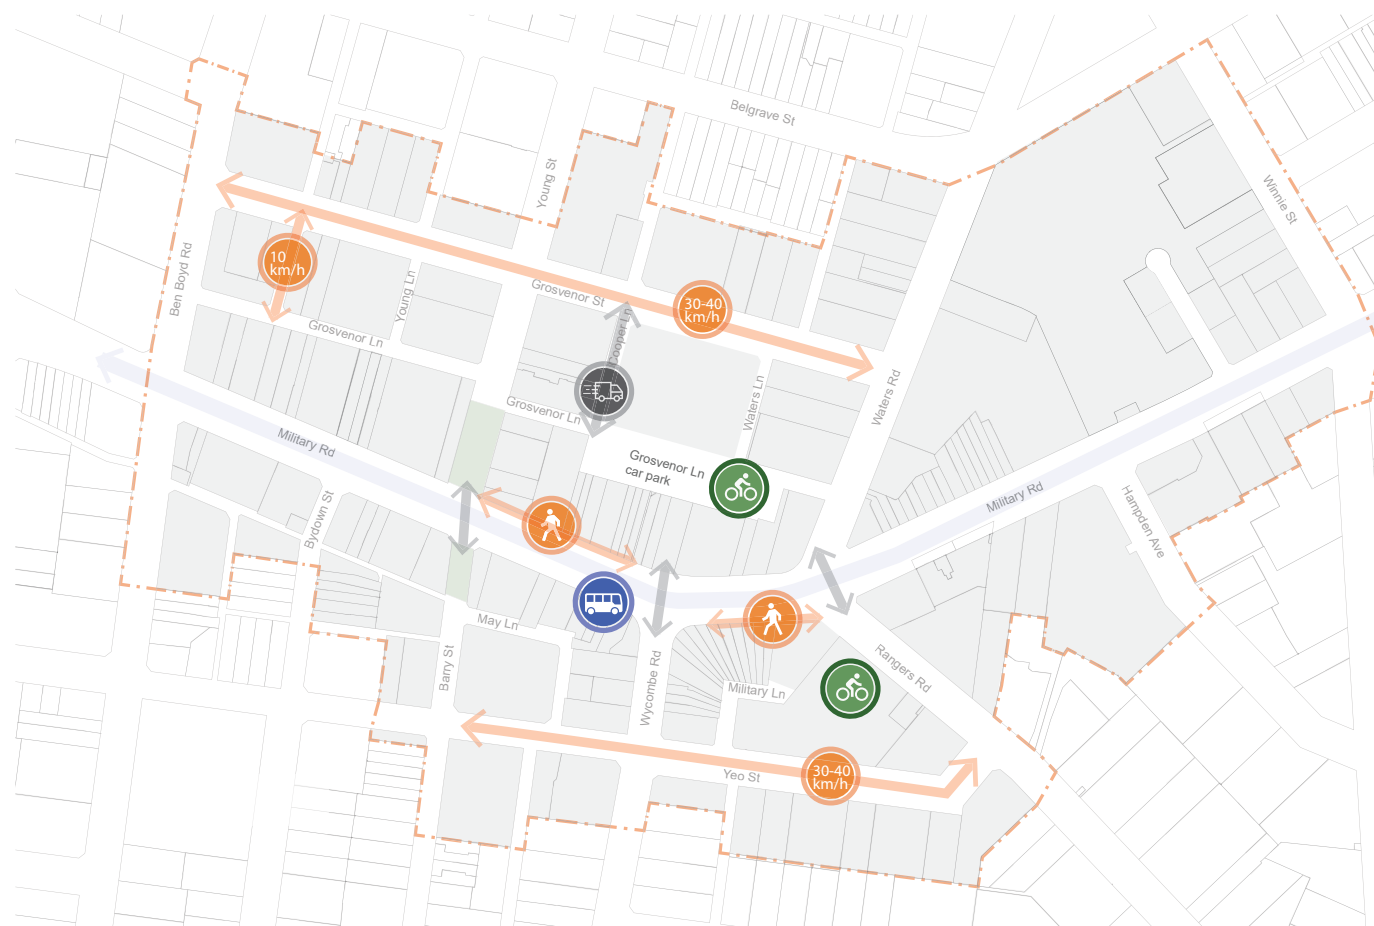 Belgrave St
Young St
Winnie St
Ben Boyd Rd
10
km/h
Young Ln
Grosvenor St
30-40
km/h
Cooper Ln
Grosvenor Ln
Waters Ln
Waters Rd
Grosvenor Ln
Military Rd
Grosvenor Ln
car park
Military Rd
Hampden Ave
Bydown St
May Ln
Barry St
Wycombe Rd
Rangers Rd
Military Ln
Yeo St
30-40
km/h